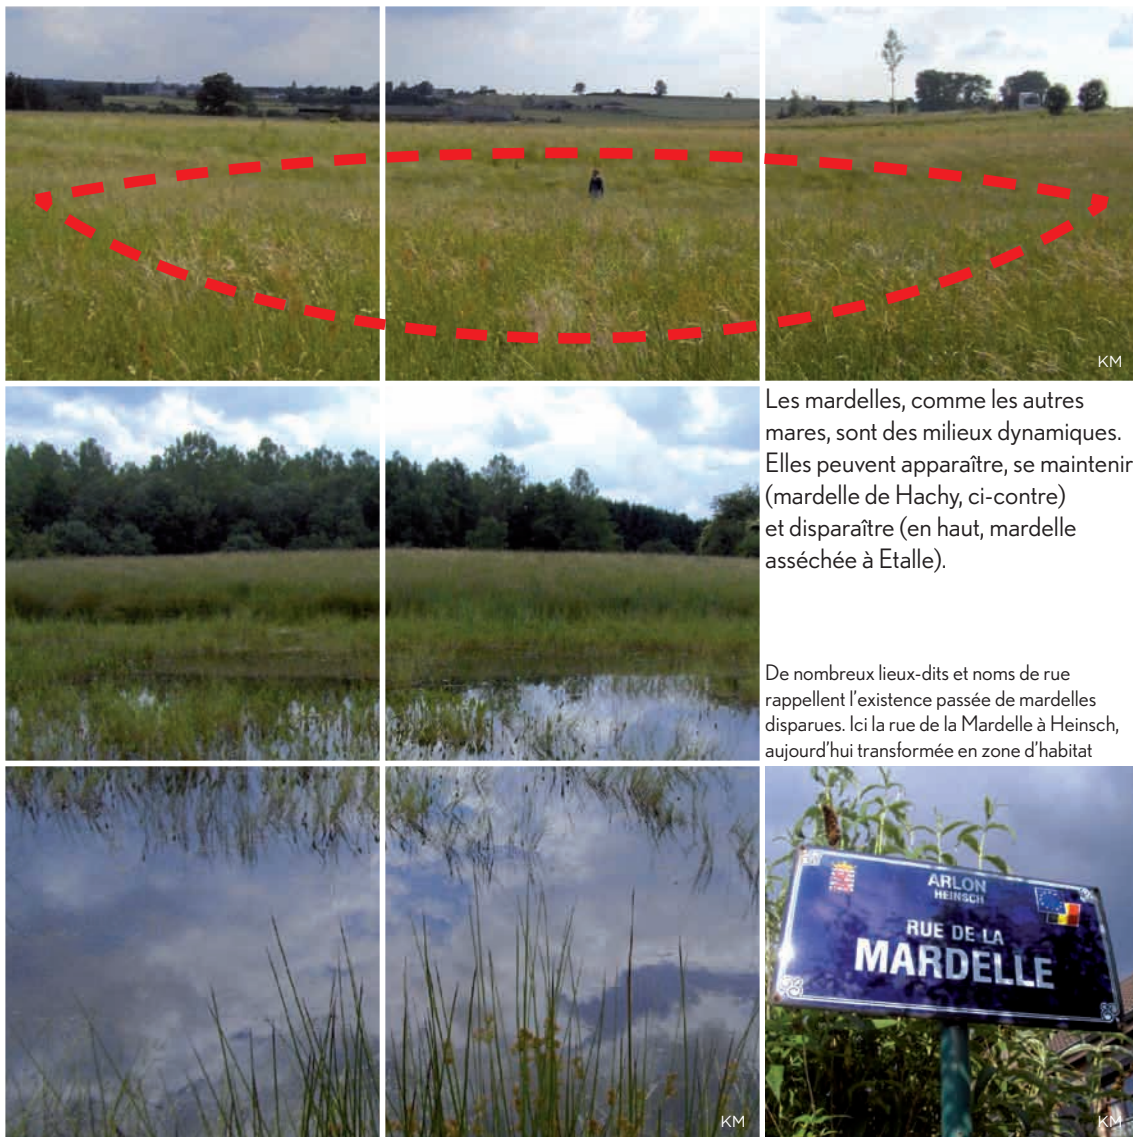 KM
Les mardelles, comme les autres
mares, sont des milieux dynamiques.
Elles peuvent apparaître, se maintenir
(mardelle de Hachy, ci-contre)
et disparaître (en haut, mardelle
asséchée à Etalle).
De nombreux lieux-dits et noms de rue
rappellent l’existence passée de mardelles
disparues. Ici la rue de la Mardelle à Heinsch,
aujourd’hui transformée en zone d’habitat
ARLON
HEINSCH
RUE DE LA
MARDELLE
KM
KM